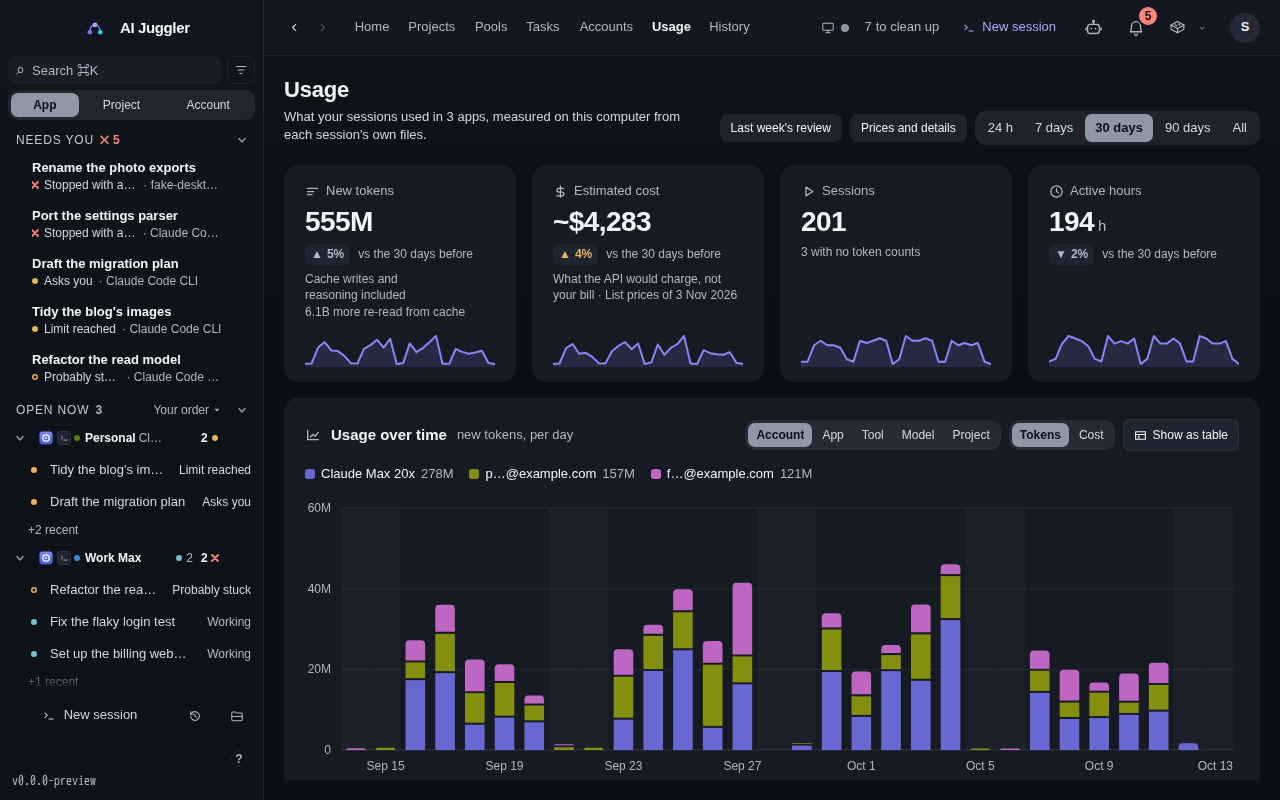 AI Juggler
Search ⌘K
App
Project
Account
NEEDS YOU 5
Rename the photo exports
Stopped with a… · fake-deskt…
Port the settings parser
Stopped with a… · Claude Co…
Draft the migration plan
Asks you · Claude Code CLI
Tidy the blog's images
Limit reached · Claude Code CLI
Refactor the read model
Probably st… · Claude Code …
OPEN NOW 3
Your order
Personal Cl… 2
Tidy the blog's im… Limit reached
Draft the migration plan Asks you
+2 recent
Work Max 2 2
Refactor the rea… Probably stuck
Fix the flaky login test Working
Set up the billing web… Working
+1 recent
New session
?
v0.0.0-preview
Home Projects Pools Tasks Accounts Usage History
7 to clean up
New session
5
S
Usage
What your sessions used in 3 apps, measured on this computer from
each session's own files.
Last week's review
Prices and details
24 h 7 days 30 days 90 days All
New tokens
555M
▲ 5% vs the 30 days before
Cache writes and
reasoning included
6.1B more re-read from cache
Estimated cost
~$4,283
▲ 4% vs the 30 days before
What the API would charge, not
your bill · List prices of 3 Nov 2026
Sessions
201
3 with no token counts
Active hours
194 h
▼ 2% vs the 30 days before
Usage over time new tokens, per day
Account App Tool Model Project
Tokens Cost
Show as table
Claude Max 20x 278M p…@example.com 157M f…@example.com 121M
60M
40M
20M
0
Sep 15 Sep 19 Sep 23 Sep 27 Oct 1 Oct 5 Oct 9 Oct 13